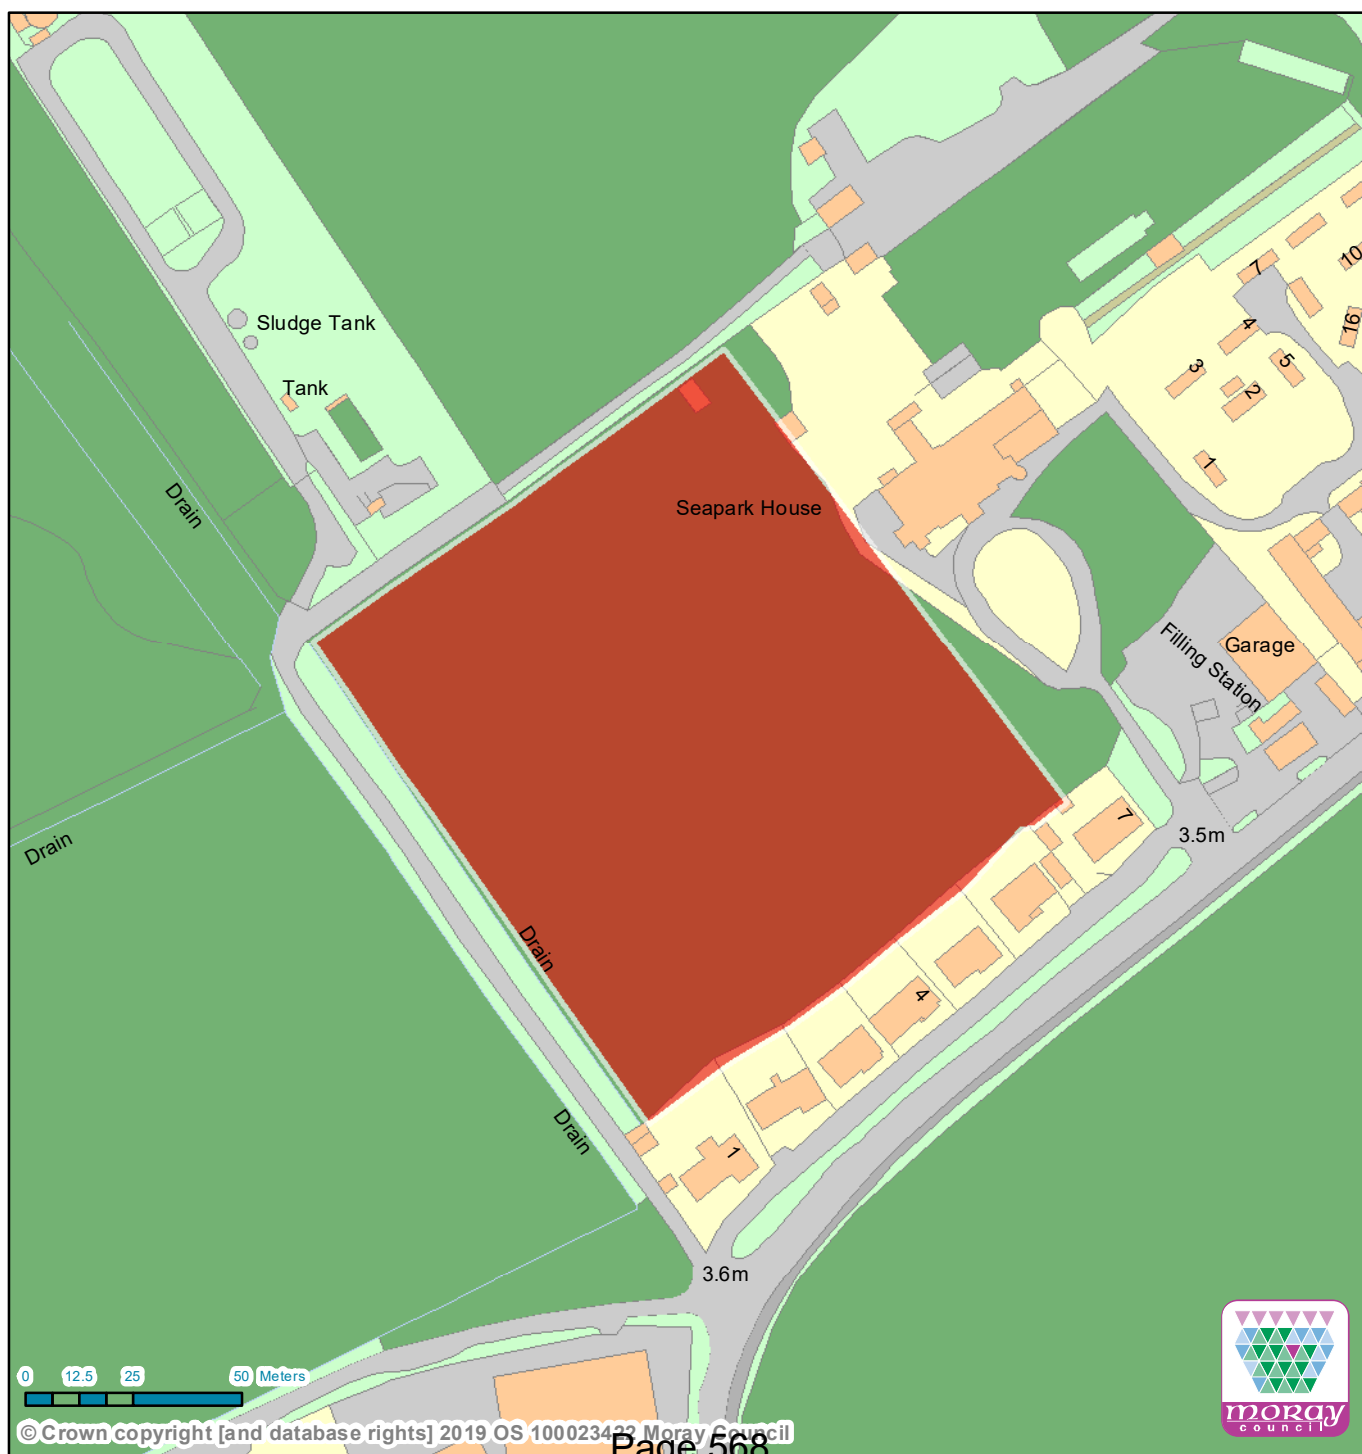 7
10
4
16
Sludge Tank
3
5
Tank
2
1
Drain
Seapark House
Garage
Filling Station
7
3.5m
Drain
Drain
4
Drain
1
3.6m
0 12.5 25 50 Meters
moray
council
© Crown copyright [and database rights] 2019 OS 100023422 Moray Council
Page 568